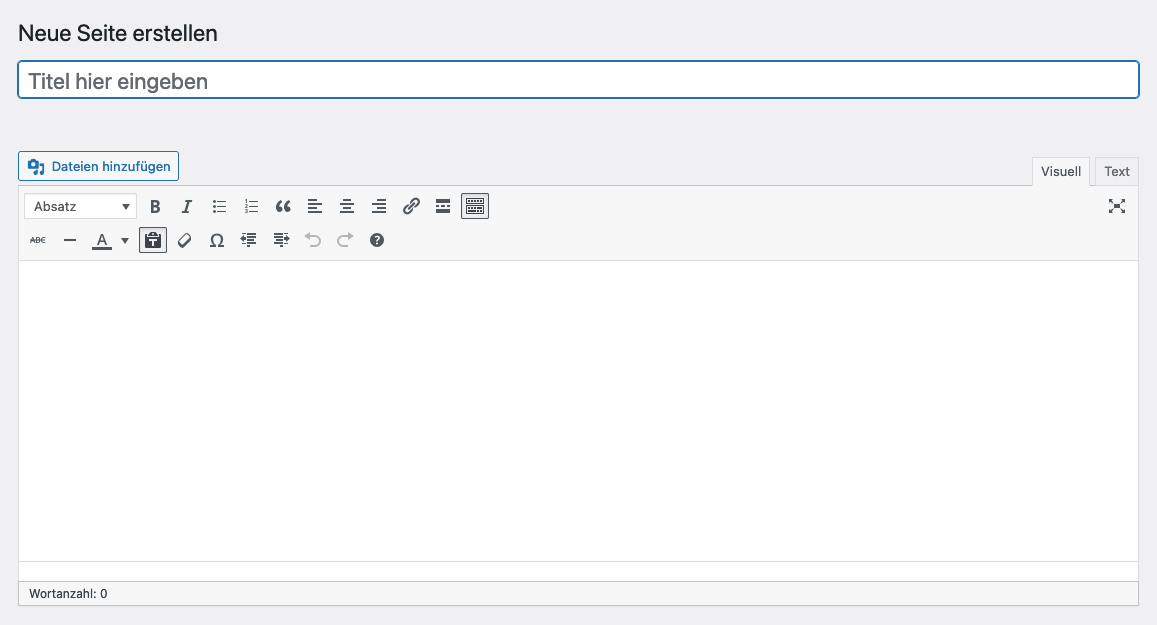 Neue Seite erstellen
Titel hier eingeben
Dateien hinzufügen
Visuell Text
Absatz B I
ABC A Ω
Wortanzahl: 0